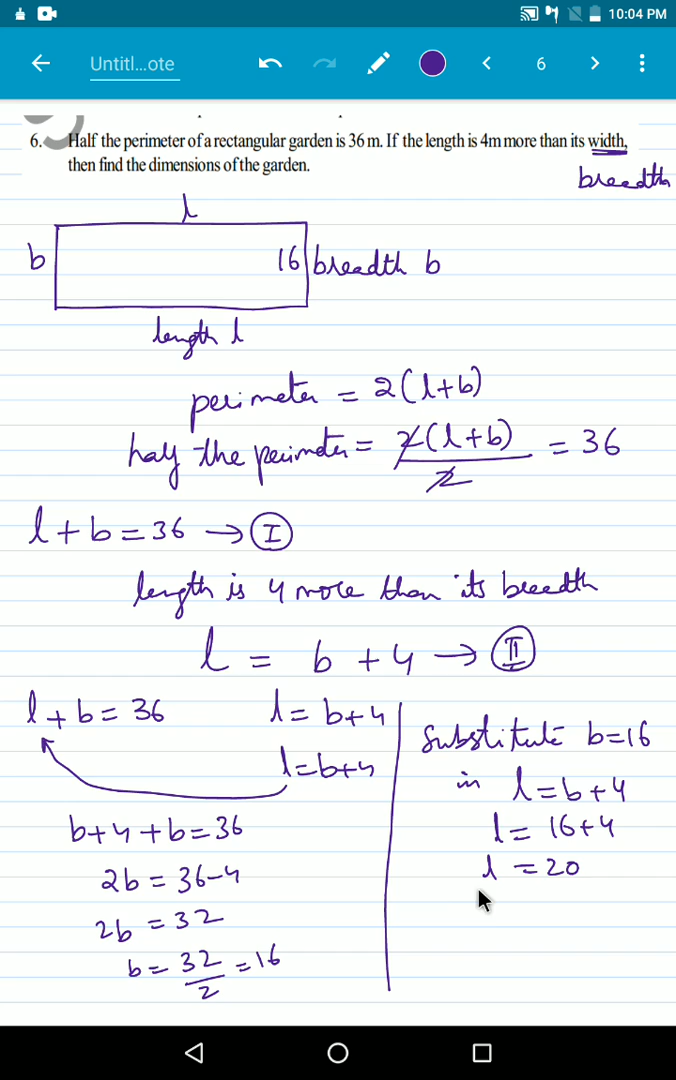 10:04 PM
Untitl...ote
6
6. Half the perimeter of a rectangular garden is 36 m. If the length is 4m more than its width,
then find the dimensions of the garden.
breadth
l
b
16
breadth b
length l
perimeter = 2(l+b)
half the perimeter = 2(l+b)/2 = 36
l+b=36 → I
length is 4 more than its breadth
l = b+4 → II
l+b=36
l=b+4
l=b+4
b+4+b=36
2b=36-4
2b=32
b=32/2=16
Substitute b=16
in l=b+4
l=16+4
l=20